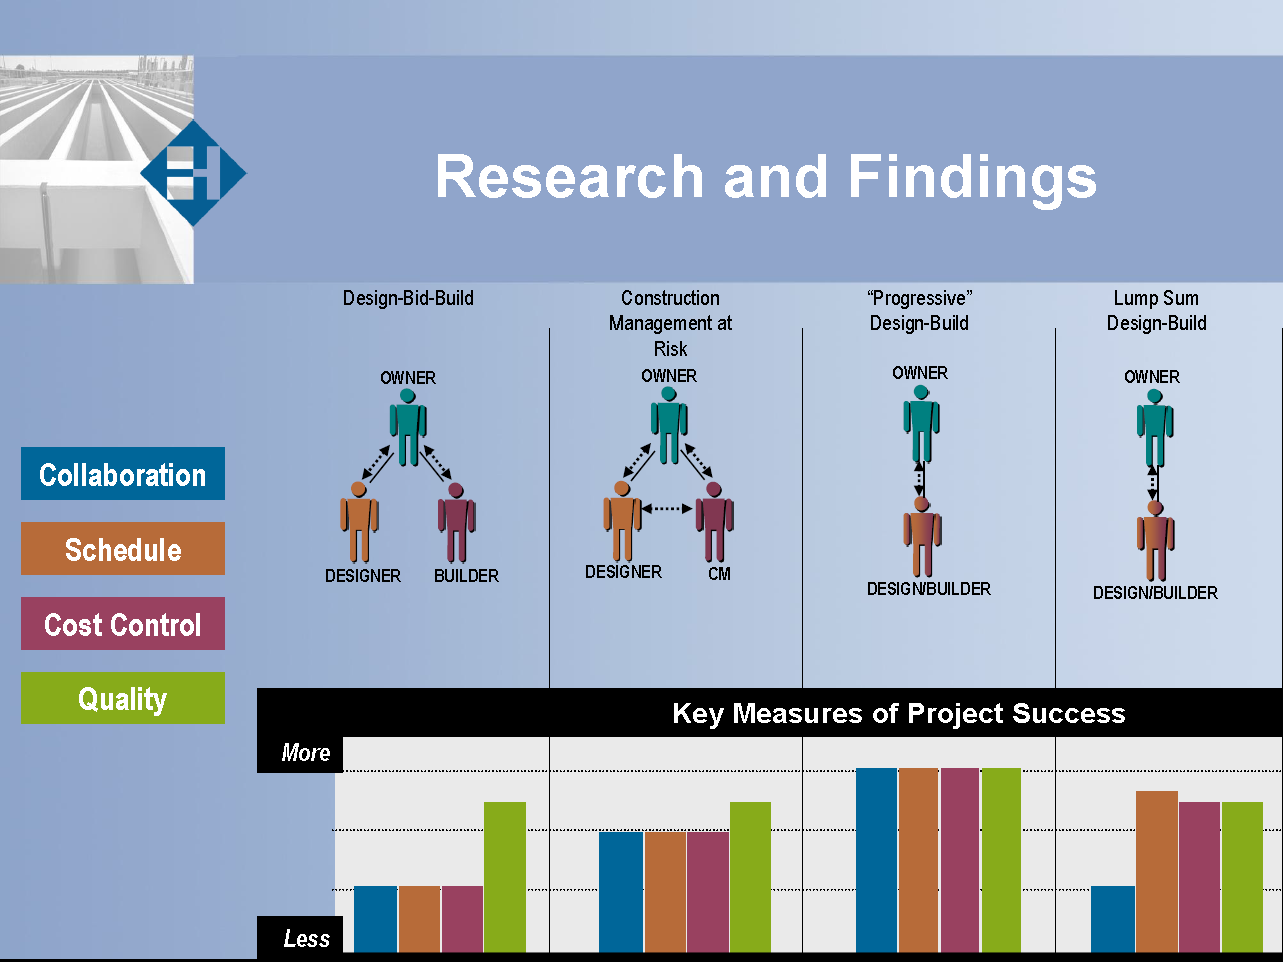 Research and Findings
Design-Bid-Build
Construction
Management at
Risk
“Progressive”
Design-Build
Lump Sum
Design-Build
OWNER
DESIGNER
BUILDER
OWNER
DESIGNER
CM
OWNER
DESIGN/BUILDER
OWNER
DESIGN/BUILDER
Collaboration
Schedule
Cost Control
Quality
Key Measures of Project Success
More
Less